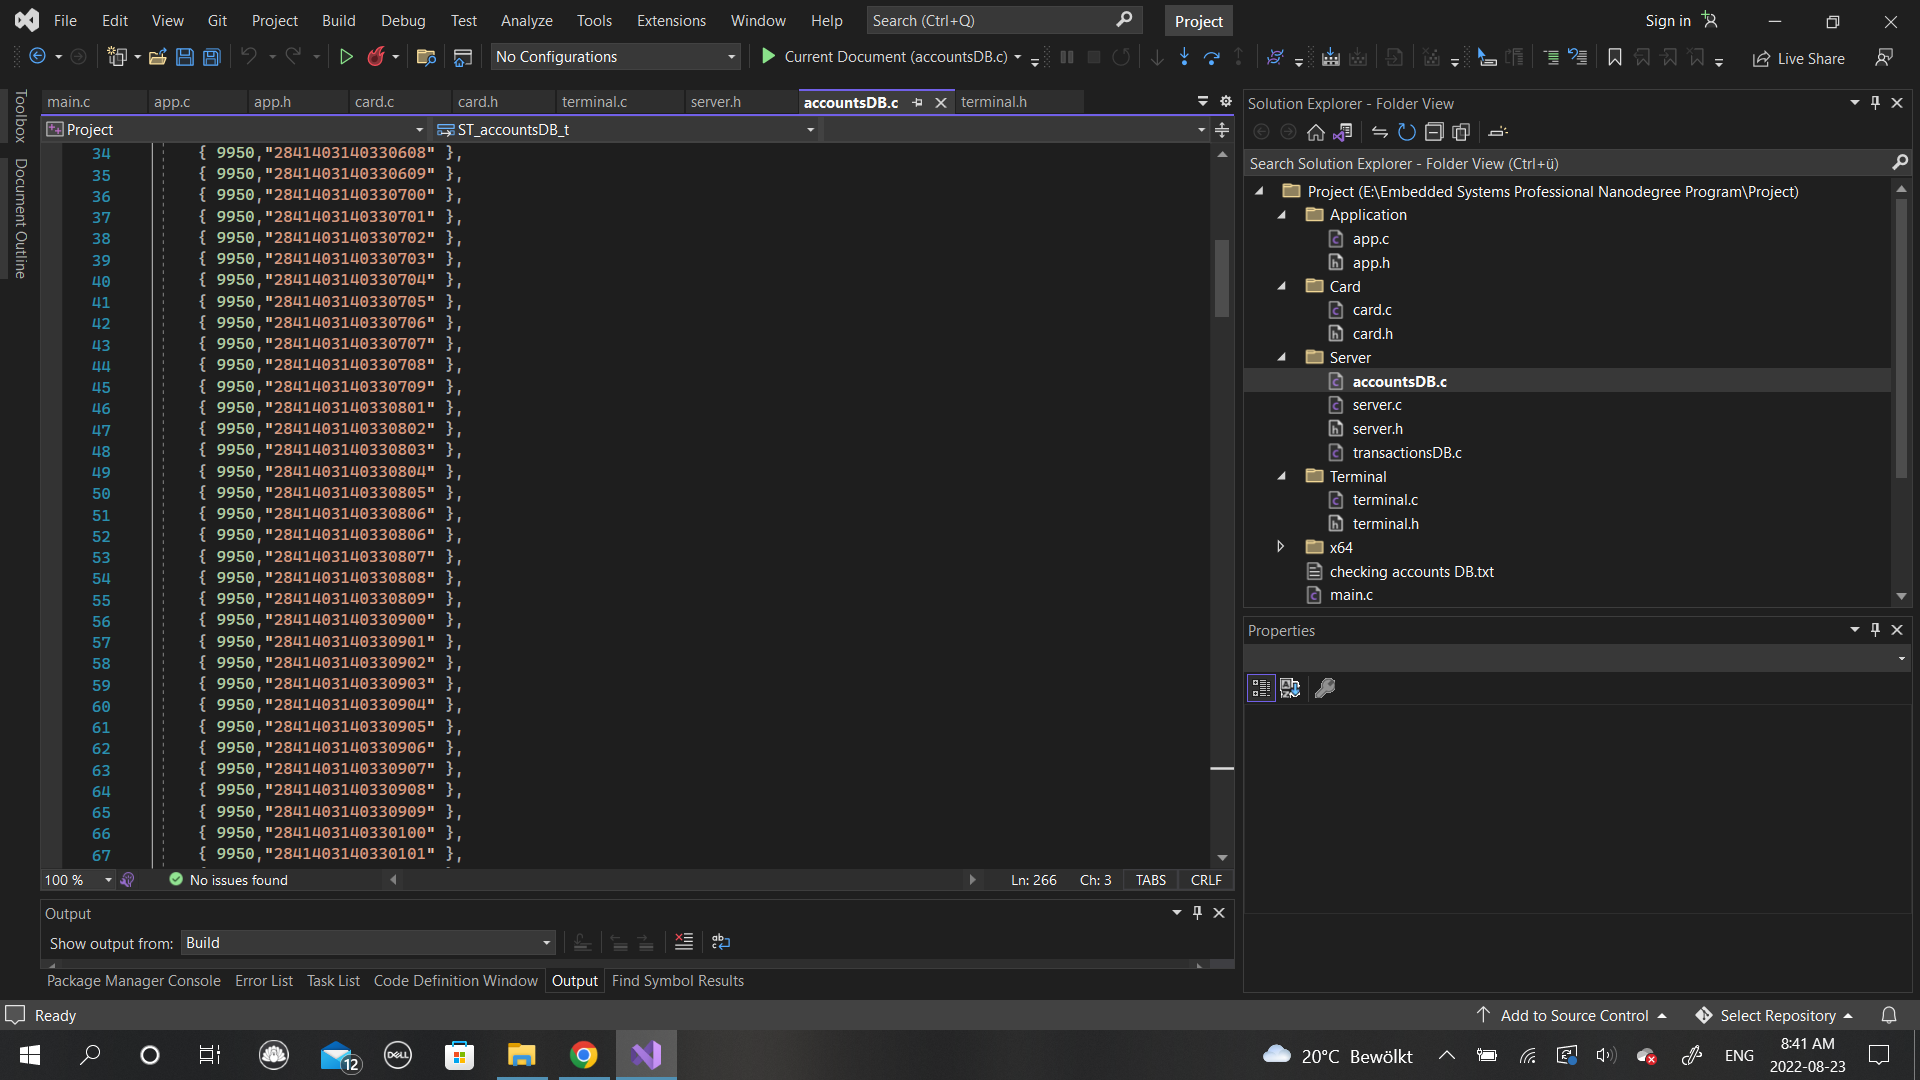 File Edit View Git Project Build Debug Test Analyze Tools Extensions Window Help Search (Ctrl+Q) Project Sign in
No Configurations Current Document (accountsDB.c) Live Share
Toolbox
Document Outline
main.c app.c app.h card.c card.h terminal.c server.h accountsDB.c terminal.h
Project ST_accountsDB_t
34 { 9950,"2841403140330608" },
35 { 9950,"2841403140330609" },
36 { 9950,"2841403140330700" },
37 { 9950,"2841403140330701" },
38 { 9950,"2841403140330702" },
39 { 9950,"2841403140330703" },
40 { 9950,"2841403140330704" },
41 { 9950,"2841403140330705" },
42 { 9950,"2841403140330706" },
43 { 9950,"2841403140330707" },
44 { 9950,"2841403140330708" },
45 { 9950,"2841403140330709" },
46 { 9950,"2841403140330801" },
47 { 9950,"2841403140330802" },
48 { 9950,"2841403140330803" },
49 { 9950,"2841403140330804" },
50 { 9950,"2841403140330805" },
51 { 9950,"2841403140330806" },
52 { 9950,"2841403140330806" },
53 { 9950,"2841403140330807" },
54 { 9950,"2841403140330808" },
55 { 9950,"2841403140330809" },
56 { 9950,"2841403140330900" },
57 { 9950,"2841403140330901" },
58 { 9950,"2841403140330902" },
59 { 9950,"2841403140330903" },
60 { 9950,"2841403140330904" },
61 { 9950,"2841403140330905" },
62 { 9950,"2841403140330906" },
63 { 9950,"2841403140330907" },
64 { 9950,"2841403140330908" },
65 { 9950,"2841403140330909" },
66 { 9950,"2841403140330100" },
67 { 9950,"2841403140330101" },
100 % No issues found Ln: 266 Ch: 3 TABS CRLF
Output
Show output from: Build
Package Manager Console Error List Task List Code Definition Window Output Find Symbol Results
Solution Explorer - Folder View
Search Solution Explorer - Folder View (Ctrl+ü)
Project (E:\Embedded Systems Professional Nanodegree Program\Project)
Application
app.c
app.h
Card
card.c
card.h
Server
accountsDB.c
server.c
server.h
transactionsDB.c
Terminal
terminal.c
terminal.h
x64
checking accounts DB.txt
main.c
Properties
Ready Add to Source Control Select Repository
12 DELL 20°C Bewölkt ENG 8:41 AM
2022-08-23